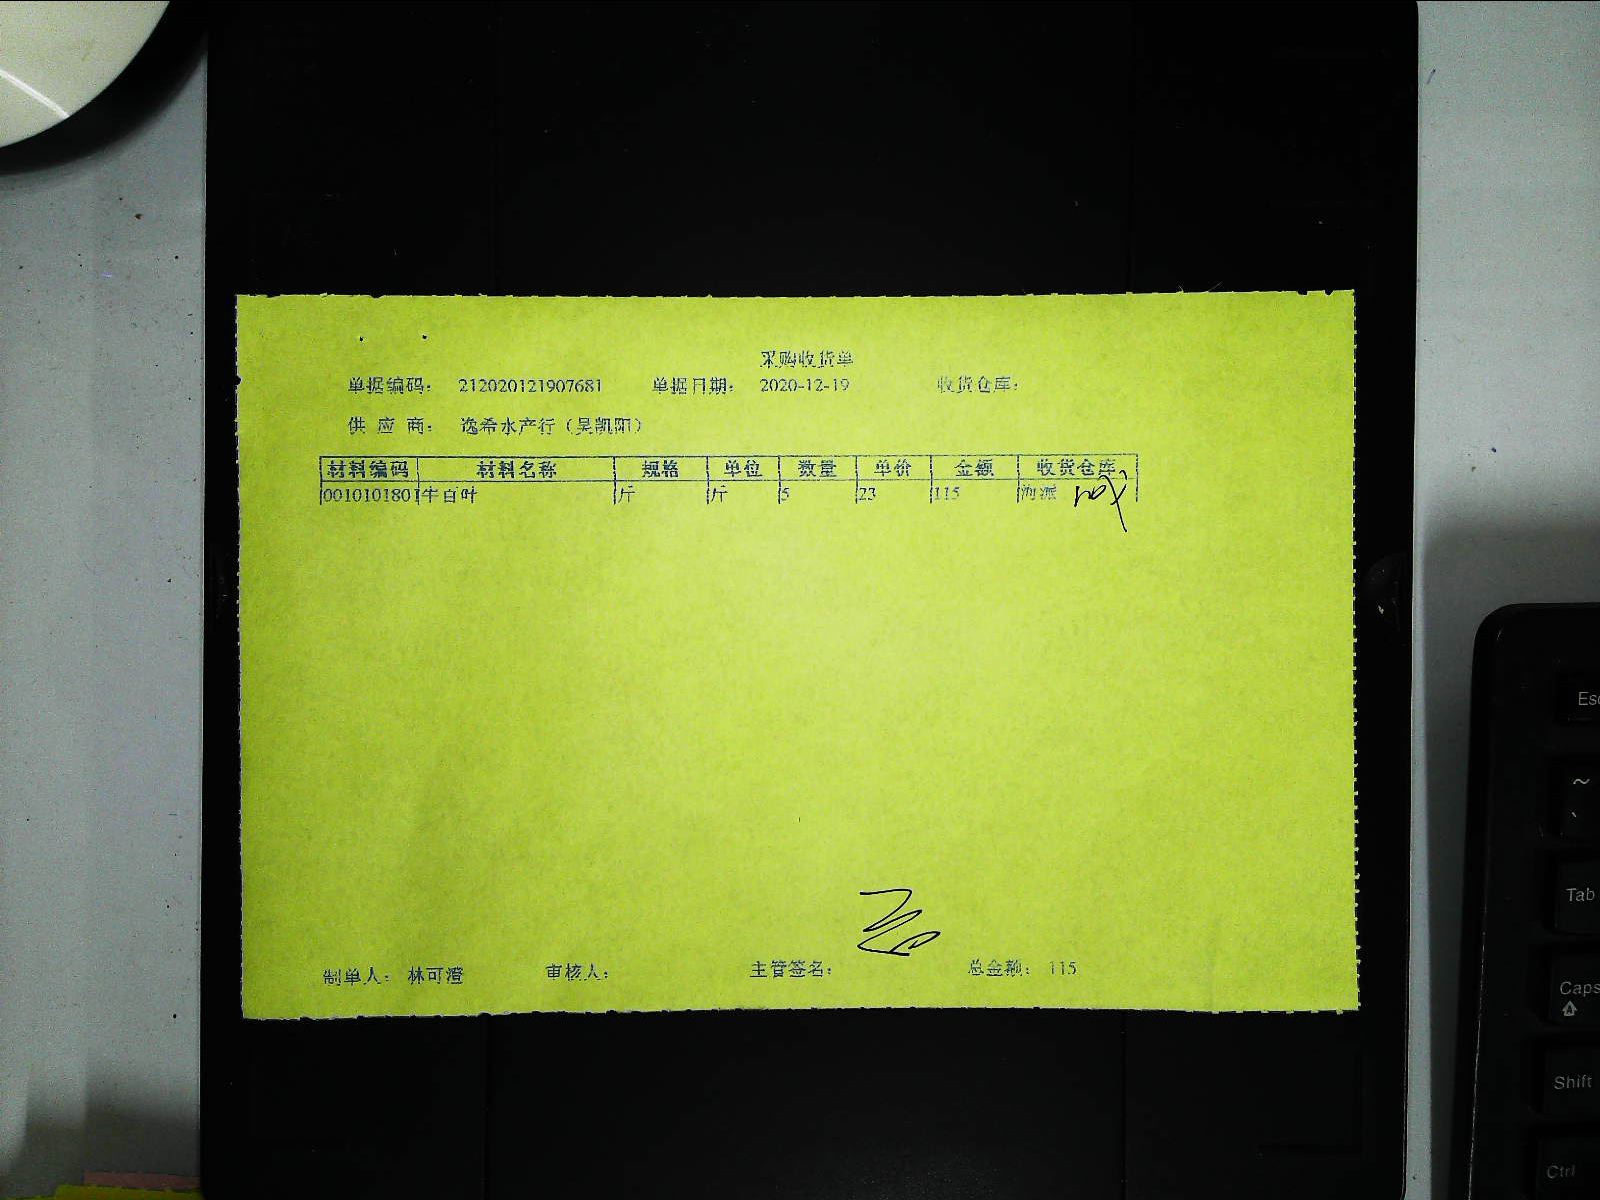 采购收货单
单据编码： 212020121907681 单据日期： 2020-12-19 收货仓库：
供 应 商： 逸希水产行（吴凯阳）
材料编码 材料名称 规格 单位 数量 单价 金额 收货仓库
0010101801 牛百叶 斤 斤 5 23 115 海派
制单人： 林可澄 审核人： 主管签名： 总金额： 115
Esc
~
、
Tab
Caps
Shift
Ctrl